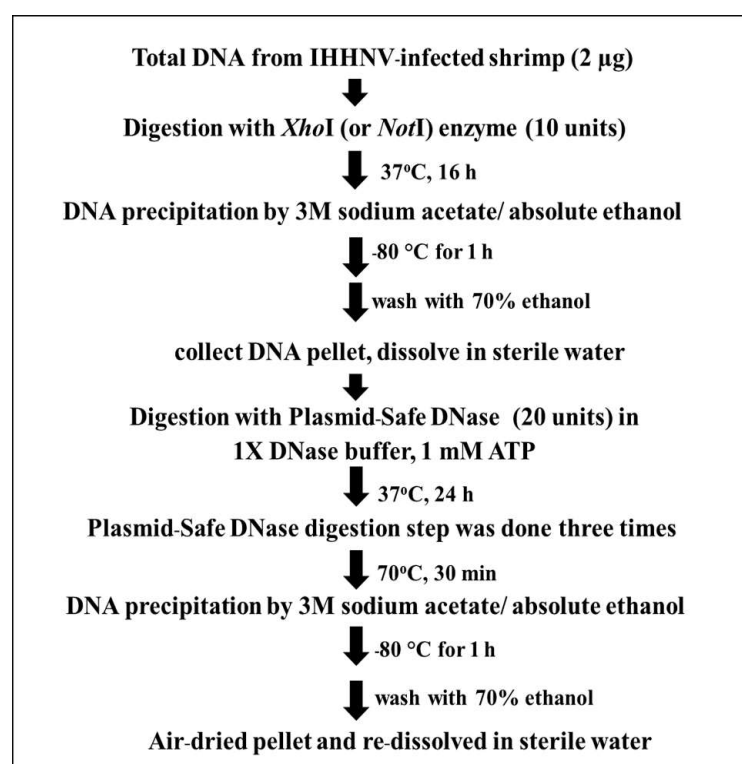 Total DNA from IHHNV-infected shrimp (2 µg)
Digestion with XhoI (or NotI) enzyme (10 units)
37°C, 16 h
DNA precipitation by 3M sodium acetate/ absolute ethanol
-80 °C for 1 h
wash with 70% ethanol
collect DNA pellet, dissolve in sterile water
Digestion with Plasmid-Safe DNase (20 units) in
1X DNase buffer, 1 mM ATP
37°C, 24 h
Plasmid-Safe DNase digestion step was done three times
70°C, 30 min
DNA precipitation by 3M sodium acetate/ absolute ethanol
-80 °C for 1 h
wash with 70% ethanol
Air-dried pellet and re-dissolved in sterile water